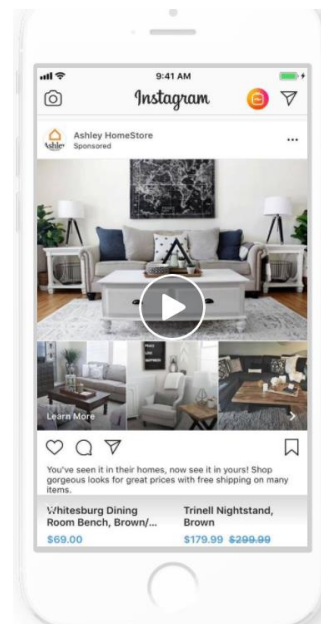 9:41 AM
Instagram
Ashley HomeStore
Ashley
Sponsored
Learn More
You've seen it in their homes, now see it in yours! Shop
gorgeous looks for great prices with free shipping on many
items.
Whitesburg Dining
Room Bench, Brown/...
$69.00
Trinell Nightstand,
Brown
$179.99 $299.99